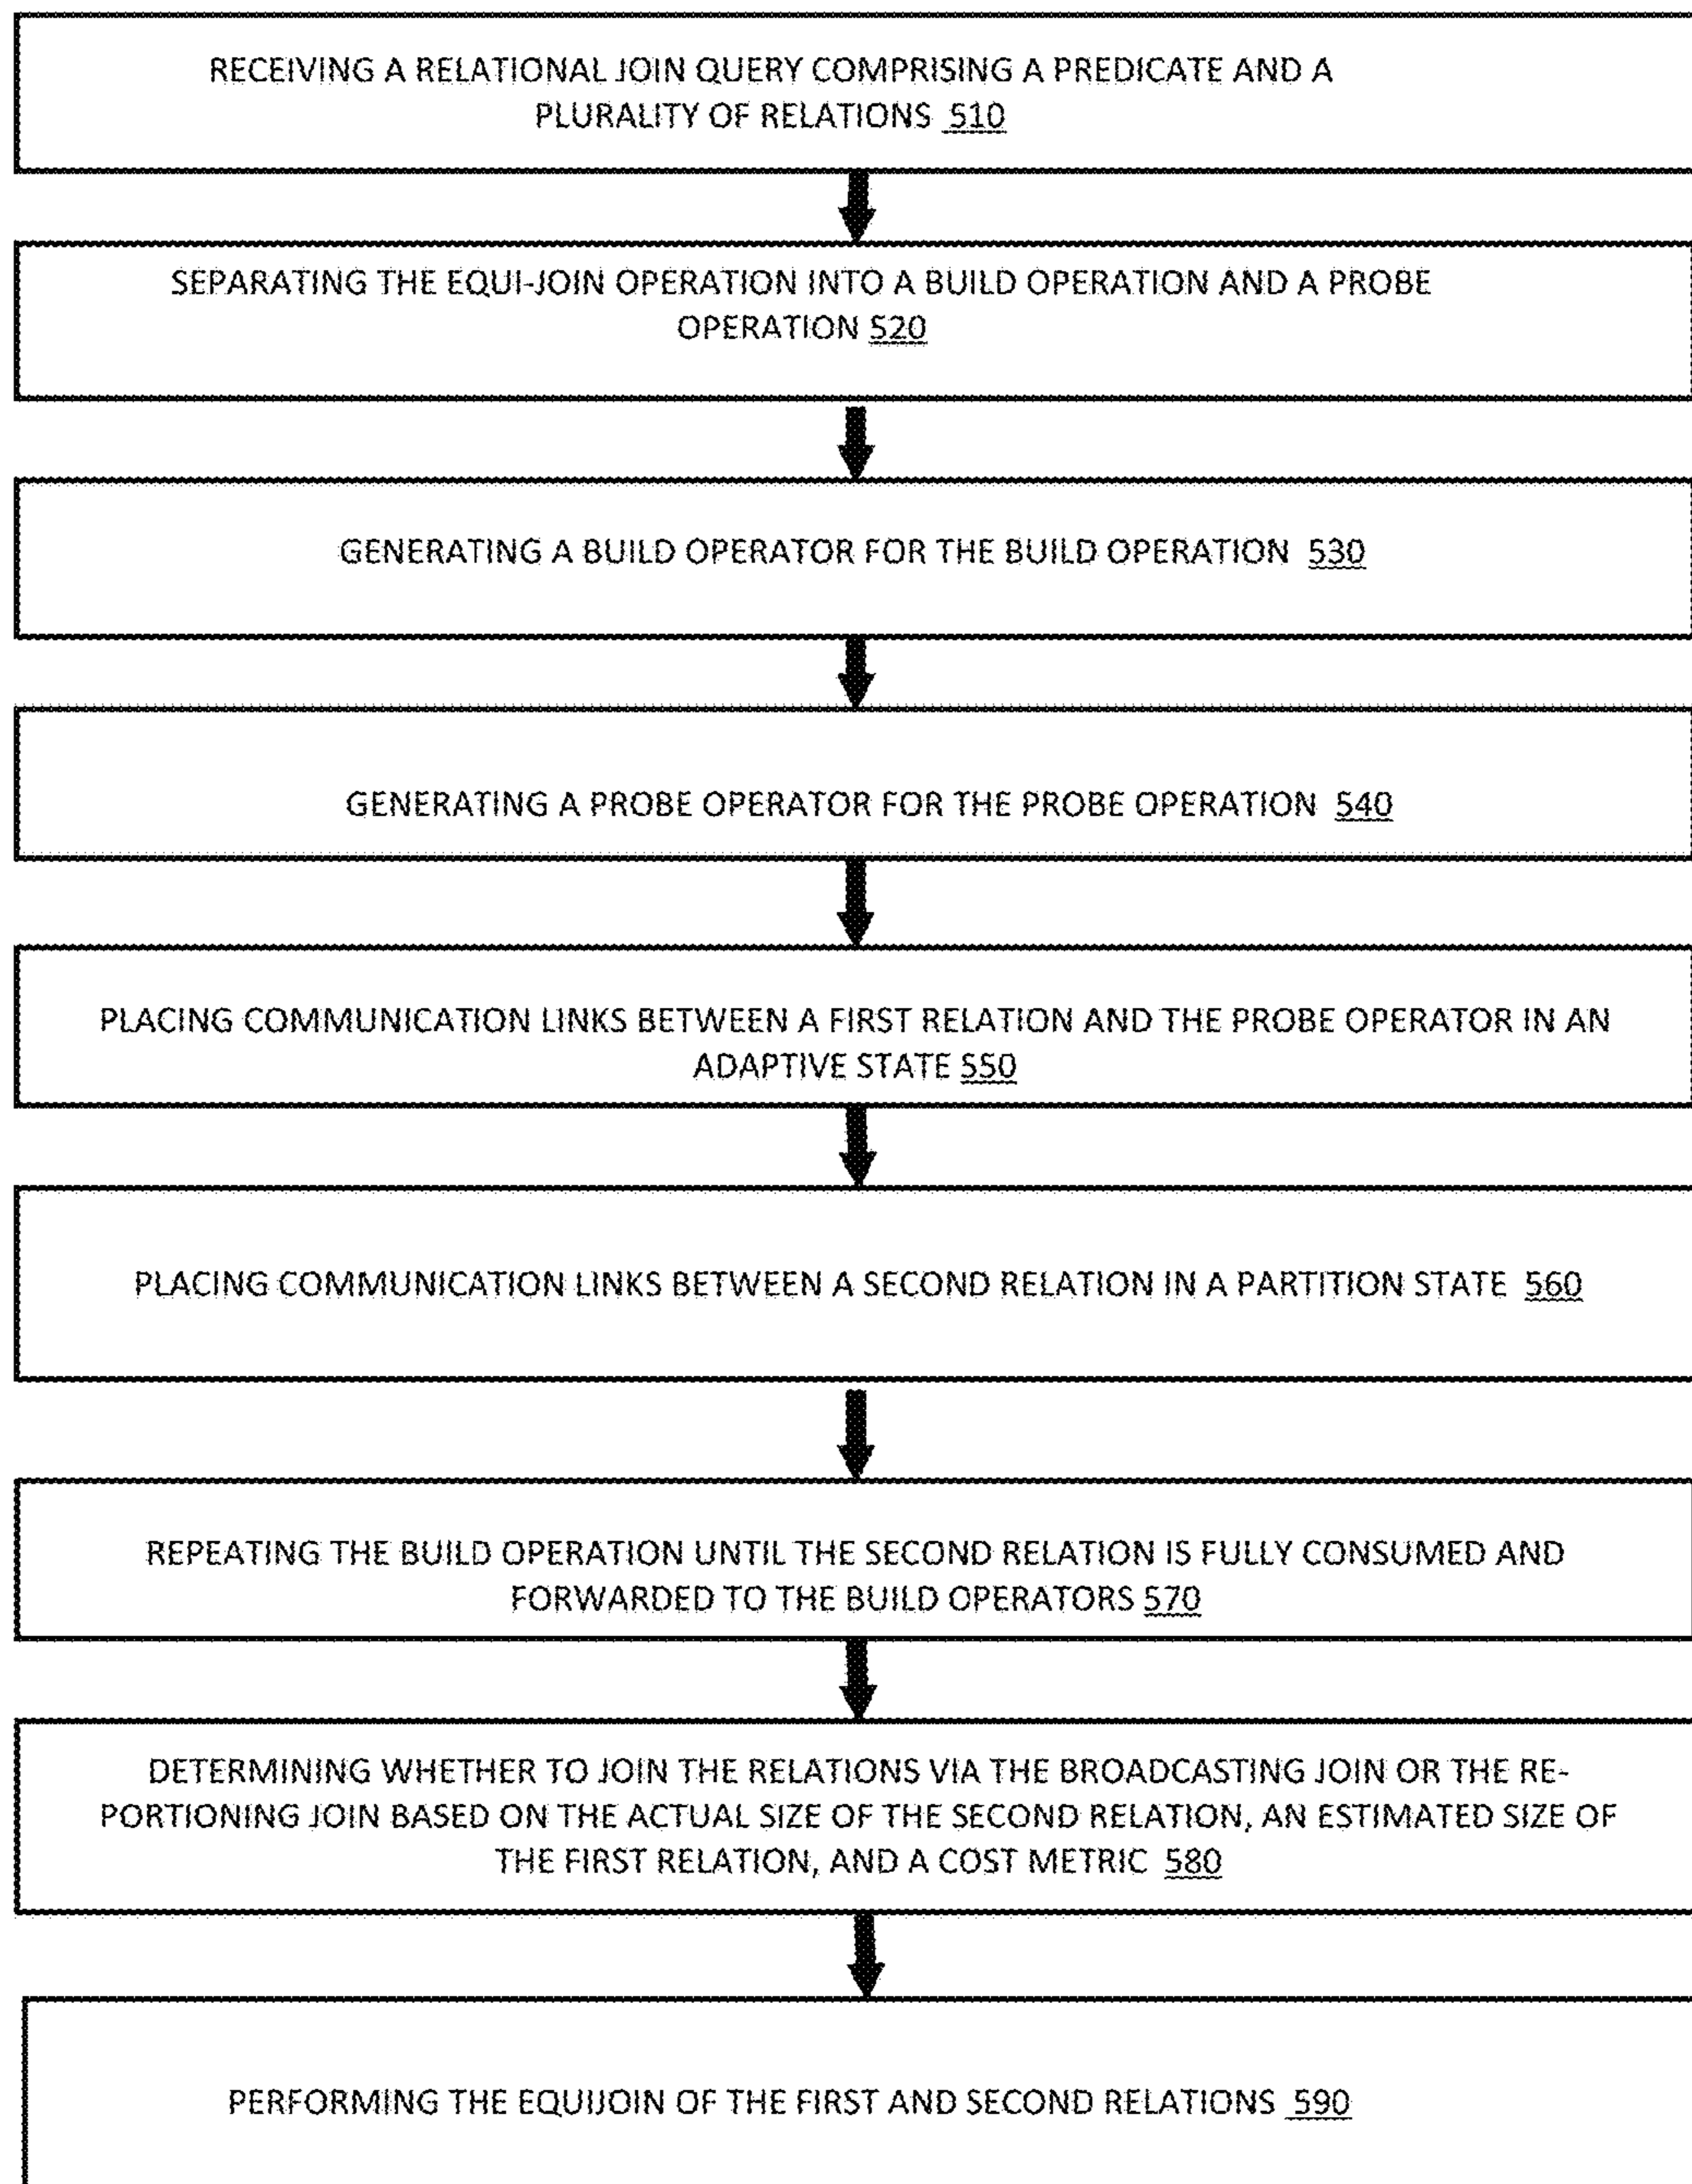 RECEIVING A RELATIONAL JOIN QUERY COMPRISING A PREDICATE AND A
PLURALITY OF RELATIONS 510
SEPARATING THE EQUI-JOIN OPERATION INTO A BUILD OPERATION AND A PROBE
OPERATION 520
GENERATING A BUILD OPERATOR FOR THE BUILD OPERATION 530
GENERATING A PROBE OPERATOR FOR THE PROBE OPERATION 540
PLACING COMMUNICATION LINKS BETWEEN A FIRST RELATION AND THE PROBE OPERATOR IN AN
ADAPTIVE STATE 550
PLACING COMMUNICATION LINKS BETWEEN A SECOND RELATION IN A PARTITION STATE 560
REPEATING THE BUILD OPERATION UNTIL THE SECOND RELATION IS FULLY CONSUMED AND
FORWARDED TO THE BUILD OPERATORS 570
DETERMINING WHETHER TO JOIN THE RELATIONS VIA THE BROADCASTING JOIN OR THE RE-
PORTIONING JOIN BASED ON THE ACTUAL SIZE OF THE SECOND RELATION, AN ESTIMATED SIZE OF
THE FIRST RELATION, AND A COST METRIC 580
PERFORMING THE EQUIJOIN OF THE FIRST AND SECOND RELATIONS 590